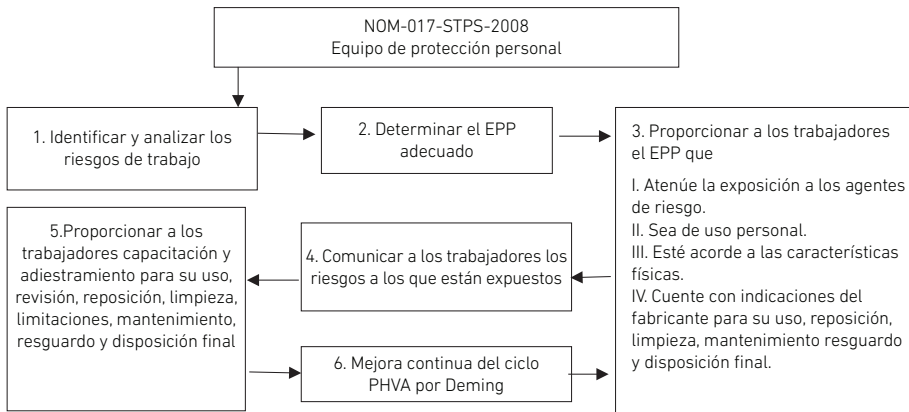 NOM-017-STPS-2008
Equipo de protección personal
1. Identificar y analizar los
riesgos de trabajo
2. Determinar el EPP
adecuado
3. Proporcionar a los trabajadores
el EPP que
I. Atenúe la exposición a los agentes
de riesgo.
II. Sea de uso personal.
III. Esté acorde a las características
físicas.
IV. Cuente con indicaciones del
fabricante para su uso, reposición,
limpieza, mantenimiento resguardo
y disposición final.
4. Comunicar a los trabajadores los
riesgos a los que están expuestos
5.Proporcionar a los
trabajadores capacitación y
adiestramiento para su uso,
revisión, reposición, limpieza,
limitaciones, mantenimiento,
resguardo y disposición final
6. Mejora continua del ciclo
PHVA por Deming